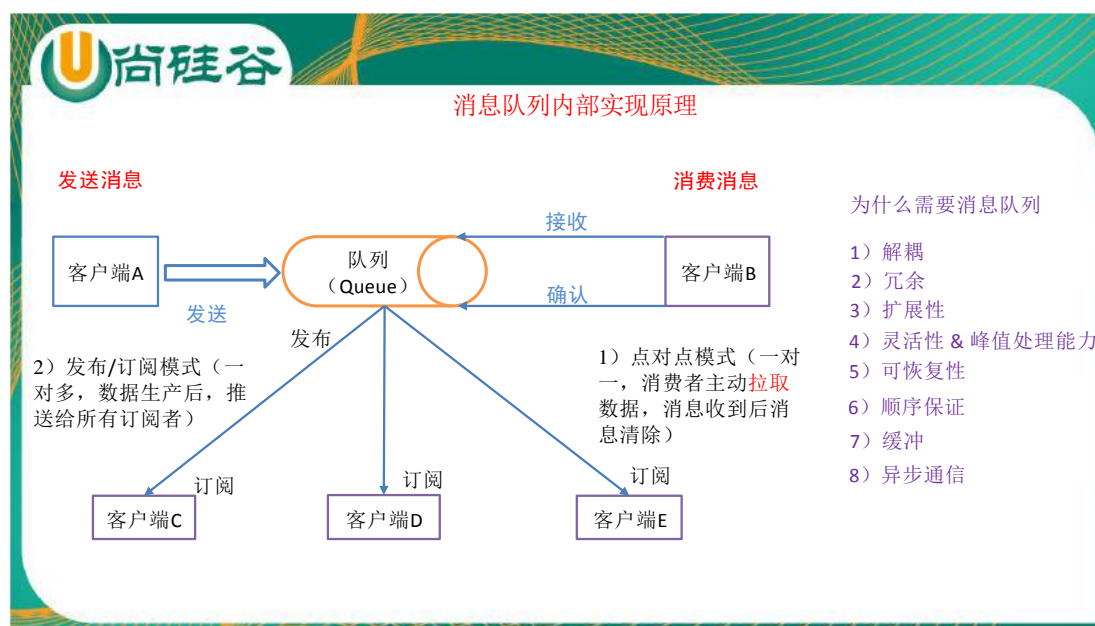 尚硅谷
消息队列内部实现原理
发送消息
消费消息
客户端A
发送
队列
（Queue）
接收
确认
客户端B
2）发布/订阅模式（一
对多，数据生产后，推
送给所有订阅者）
发布
1）点对点模式（一对
一，消费者主动拉取
数据，消息收到后消
息清除）
订阅
订阅
订阅
客户端C
客户端D
客户端E
为什么需要消息队列
1）解耦
2）冗余
3）扩展性
4）灵活性 & 峰值处理能力
5）可恢复性
6）顺序保证
7）缓冲
8）异步通信